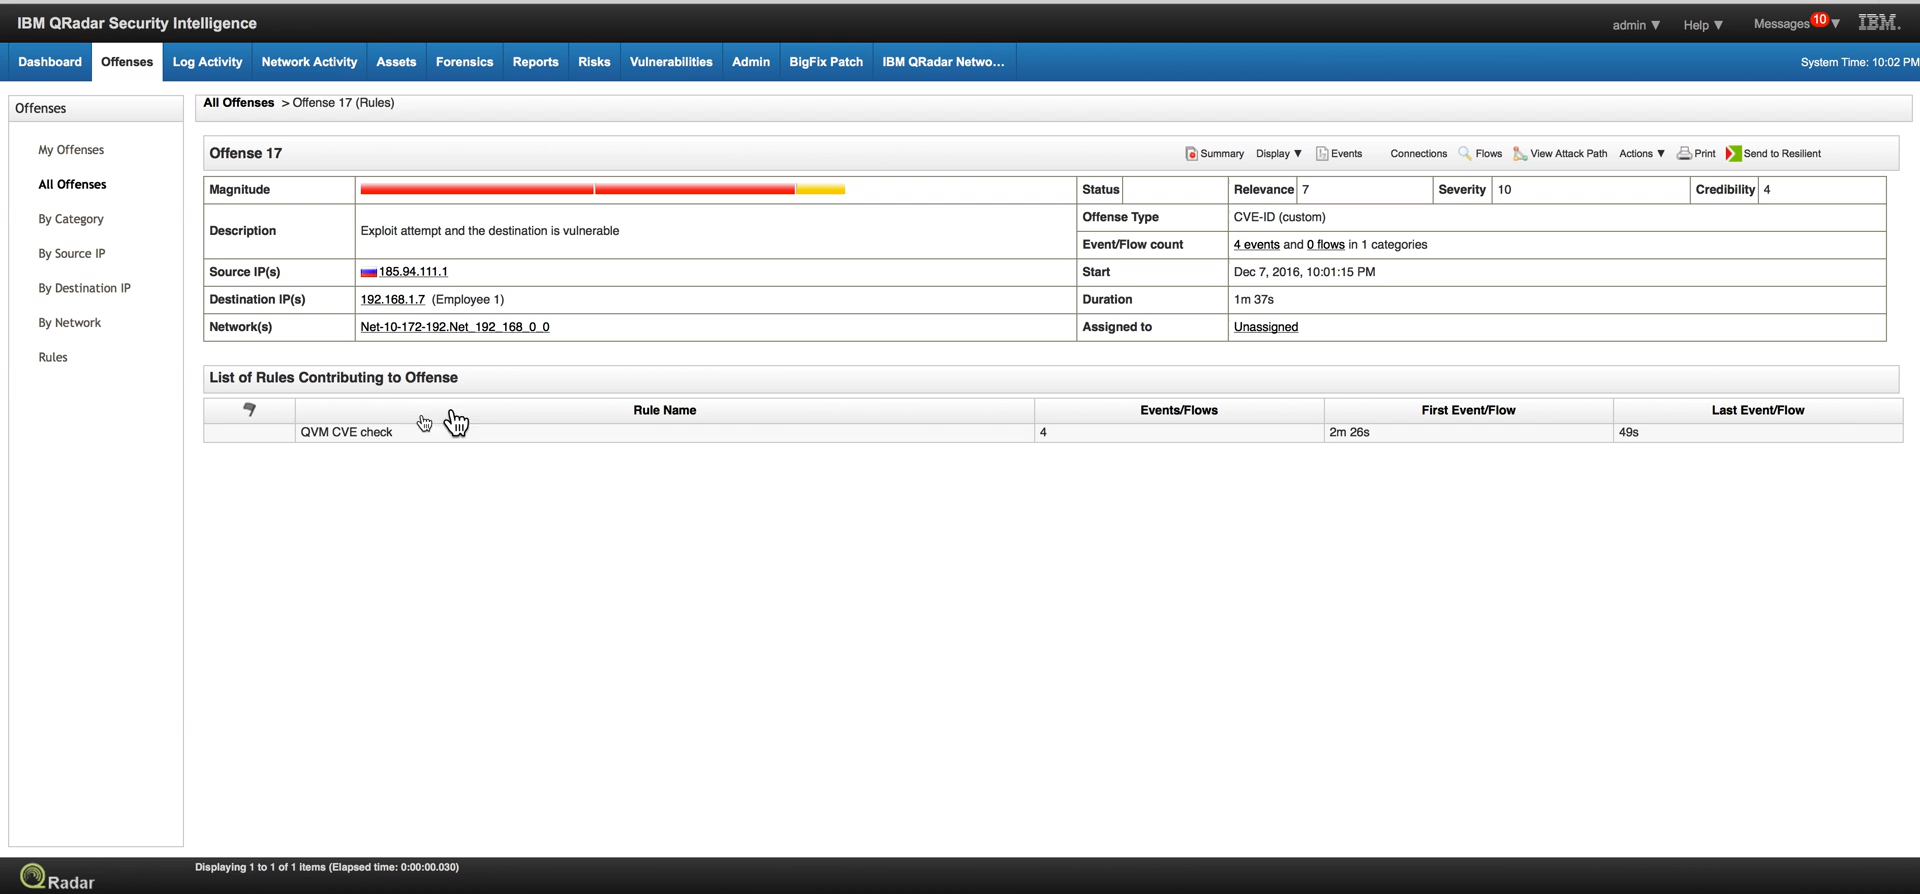 IBM QRadar Security Intelligence
admin ▼ Help ▼ Messages 10 ▼ IBM.
Dashboard Offenses Log Activity Network Activity Assets Forensics Reports Risks Vulnerabilities Admin BigFix Patch IBM QRadar Netwo... System Time: 10:02 PM
Offenses
My Offenses
All Offenses
By Category
By Source IP
By Destination IP
By Network
Rules
All Offenses > Offense 17 (Rules)
Offense 17 Summary Display ▼ Events Connections Flows View Attack Path Actions ▼ Print Send to Resilient
Magnitude Status Relevance 7 Severity 10 Credibility 4
Description Exploit attempt and the destination is vulnerable
Offense Type CVE-ID (custom)
Event/Flow count 4 events and 0 flows in 1 categories
Source IP(s) 185.94.111.1 Start Dec 7, 2016, 10:01:15 PM
Destination IP(s) 192.168.1.7 (Employee 1) Duration 1m 37s
Network(s) Net-10-172-192.Net_192_168_0_0 Assigned to Unassigned
List of Rules Contributing to Offense
Rule Name Events/Flows First Event/Flow Last Event/Flow
QVM CVE check 4 2m 26s 49s
QRadar
Displaying 1 to 1 of 1 items (Elapsed time: 0:00:00.030)